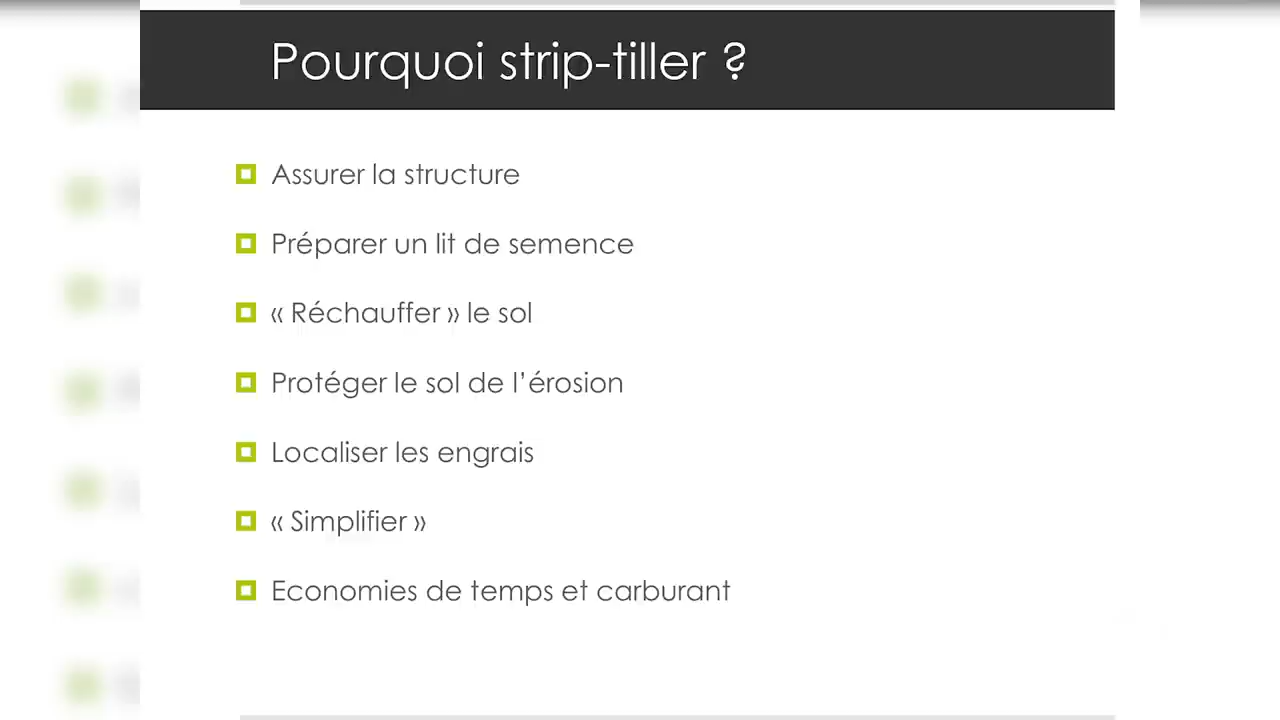 Pourquoi strip-tiller ?
Assurer la structure
Préparer un lit de semence
« Réchauffer » le sol
Protéger le sol de l’érosion
Localiser les engrais
« Simplifier »
Economies de temps et carburant